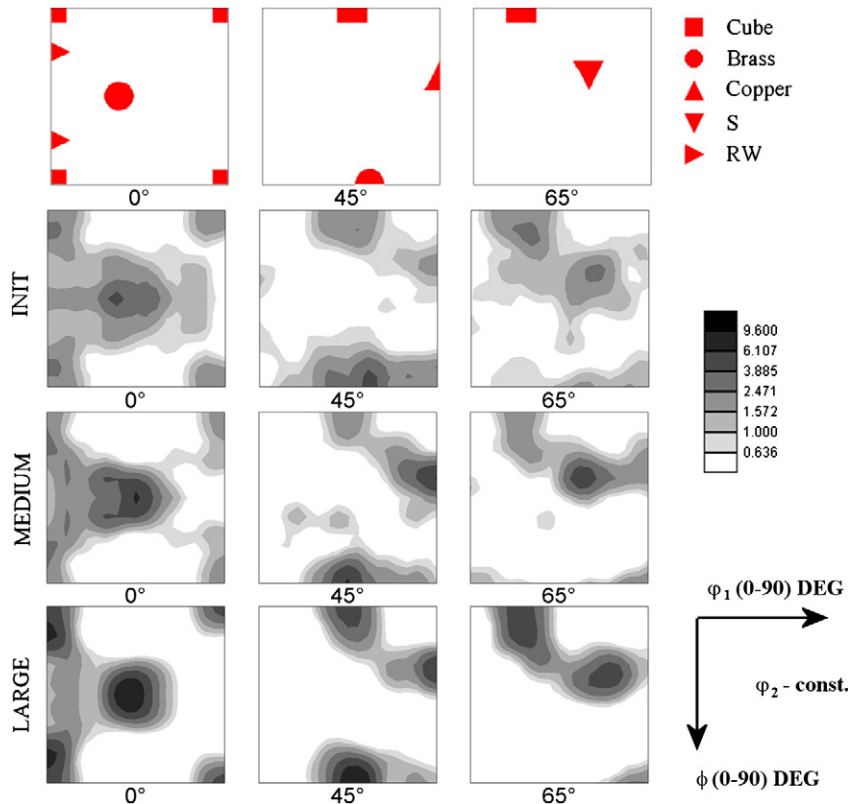 Cube
Brass
Copper
S
RW
0° 45° 65°
INIT
0° 45° 65°
9.600
6.107
3.885
2.471
1.572
1.000
0.636
MEDIUM
0° 45° 65°
φ1 (0-90) DEG
φ2 - const.
ϕ (0-90) DEG
LARGE
0° 45° 65°